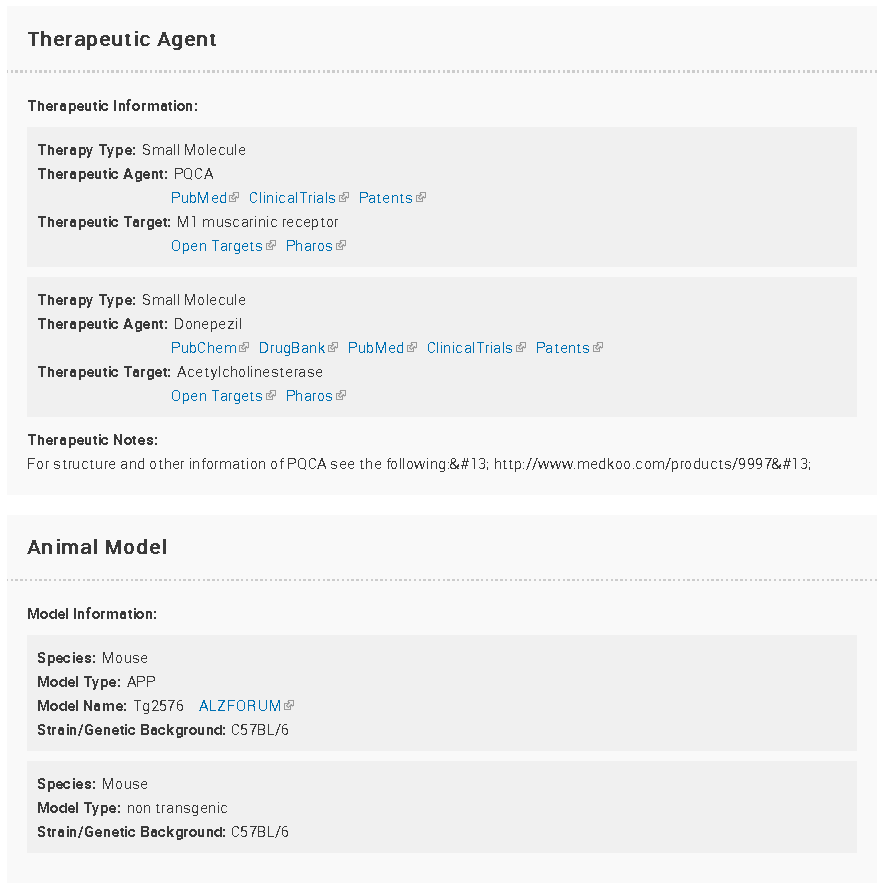 Therapeutic Agent
Therapeutic Information:
Therapy Type: Small Molecule
Therapeutic Agent: PQCA
PubMed ClinicalTrials Patents
Therapeutic Target: M1 muscarinic receptor
Open Targets Pharos
Therapy Type: Small Molecule
Therapeutic Agent: Donepezil
PubChem DrugBank PubMed ClinicalTrials Patents
Therapeutic Target: Acetylcholinesterase
Open Targets Pharos
Therapeutic Notes:
For structure and other information of PQCA see the following:&#13; http://www.medkoo.com/products/9997&#13;
Animal Model
Model Information:
Species: Mouse
Model Type: APP
Model Name: Tg2576 ALZFORUM
Strain/Genetic Background: C57BL/6
Species: Mouse
Model Type: non transgenic
Strain/Genetic Background: C57BL/6